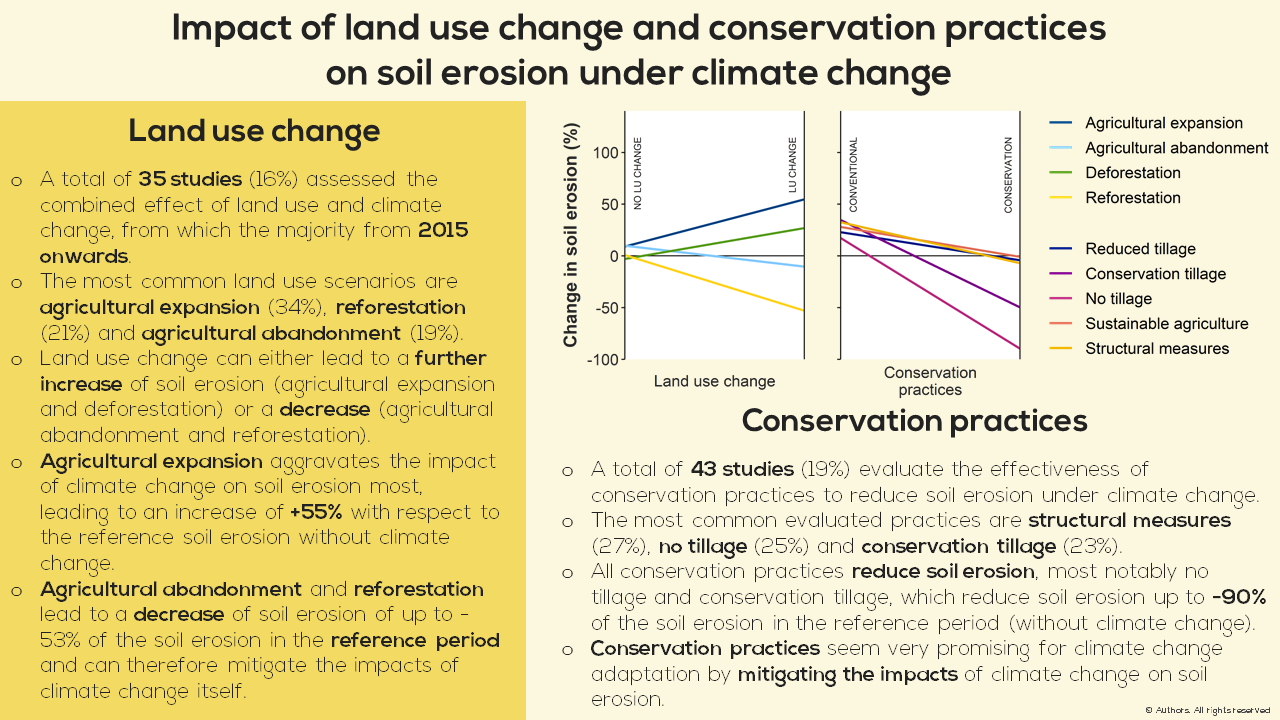 Impact of land use change and conservation practices
on soil erosion under climate change
Land use change
o A total of 35 studies (16%) assessed the
combined effect of land use and climate
change, from which the majority from 2015
onwards.
o The most common land use scenarios are
agricultural expansion (34%), reforestation
(21%) and agricultural abandonment (19%).
o Land use change can either lead to a further
increase of soil erosion (agricultural expansion
and deforestation) or a decrease (agricultural
abandonment and reforestation).
o Agricultural expansion aggravates the impact
of climate change on soil erosion most,
leading to an increase of +55% with respect to
the reference soil erosion without climate
change.
o Agricultural abandonment and reforestation
lead to a decrease of soil erosion of up to -
53% of the soil erosion in the reference period
and can therefore mitigate the impacts of
climate change itself.
Change in soil erosion (%)
100
50
0
-50
-100
NO LU CHANGE
LU CHANGE
Land use change
CONVENTIONAL
CONSERVATION
Conservation
practices
Agricultural expansion
Agricultural abandonment
Deforestation
Reforestation
Reduced tillage
Conservation tillage
No tillage
Sustainable agriculture
Structural measures
Conservation practices
o A total of 43 studies (19%) evaluate the effectiveness of
conservation practices to reduce soil erosion under climate change.
o The most common evaluated practices are structural measures
(27%), no tillage (25%) and conservation tillage (23%).
o All conservation practices reduce soil erosion, most notably no
tillage and conservation tillage, which reduce soil erosion up to -90%
of the soil erosion in the reference period (without climate change).
o Conservation practices seem very promising for climate change
adaptation by mitigating the impacts of climate change on soil
erosion.
© Authors. All rights reserved